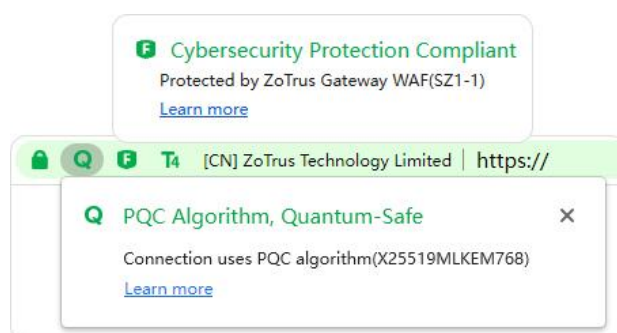 F Cybersecurity Protection Compliant
Protected by ZoTrus Gateway WAF(SZ1-1)
Learn more
Q F T4 [CN] ZoTrus Technology Limited | https://
Q PQC Algorithm, Quantum-Safe ×
Connection uses PQC algorithm(X25519MLKEM768)
Learn more